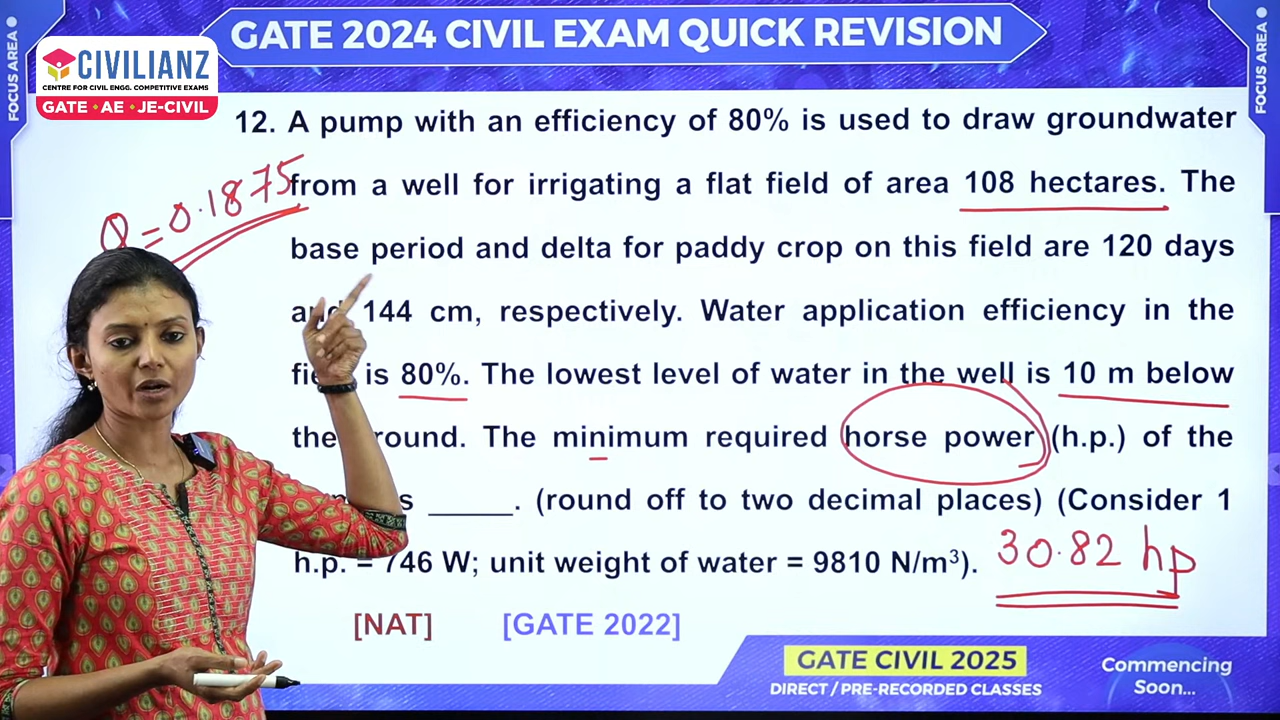 GATE 2024 CIVIL EXAM QUICK REVISION
FOCUS AREA
FOCUS AREA
CIVILIANZ
CENTRE FOR CIVIL ENGG. COMPETITIVE EXAMS
GATE • AE • JE-CIVIL
12. A pump with an efficiency of 80% is used to draw groundwater
from a well for irrigating a flat field of area 108 hectares. The
base period and delta for paddy crop on this field are 120 days
144 cm, respectively. Water application efficiency in the
is 80%. The lowest level of water in the well is 10 m below
the round. The minimum required horse power (h.p.) of the
s _____. (round off to two decimal places) (Consider 1
h.p. = 746 W; unit weight of water = 9810 N/m³).
Q = 0.1875
30.82 hp
[NAT] [GATE 2022]
GATE CIVIL 2025
DIRECT / PRE-RECORDED CLASSES
Commencing
Soon...